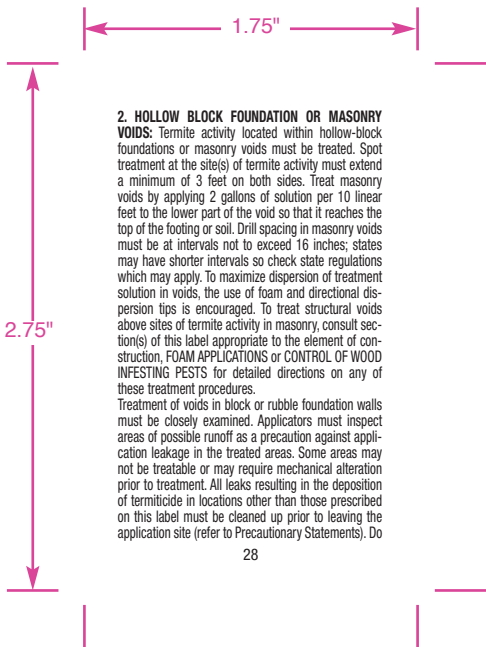 1.75"
2.75"
2. HOLLOW BLOCK FOUNDATION OR MASONRY
VOIDS: Termite activity located within hollow-block
foundations or masonry voids must be treated. Spot
treatment at the site(s) of termite activity must extend
a minimum of 3 feet on both sides. Treat masonry
voids by applying 2 gallons of solution per 10 linear
feet to the lower part of the void so that it reaches the
top of the footing or soil. Drill spacing in masonry voids
must be at intervals not to exceed 16 inches; states
may have shorter intervals so check state regulations
which may apply. To maximize dispersion of treatment
solution in voids, the use of foam and directional dis-
persion tips is encouraged. To treat structural voids
above sites of termite activity in masonry, consult sec-
tion(s) of this label appropriate to the element of con-
struction, FOAM APPLICATIONS or CONTROL OF WOOD
INFESTING PESTS for detailed directions on any of
these treatment procedures.
Treatment of voids in block or rubble foundation walls
must be closely examined. Applicators must inspect
areas of possible runoff as a precaution against appli-
cation leakage in the treated areas. Some areas may
not be treatable or may require mechanical alteration
prior to treatment. All leaks resulting in the deposition
of termiticide in locations other than those prescribed
on this label must be cleaned up prior to leaving the
application site (refer to Precautionary Statements). Do
28